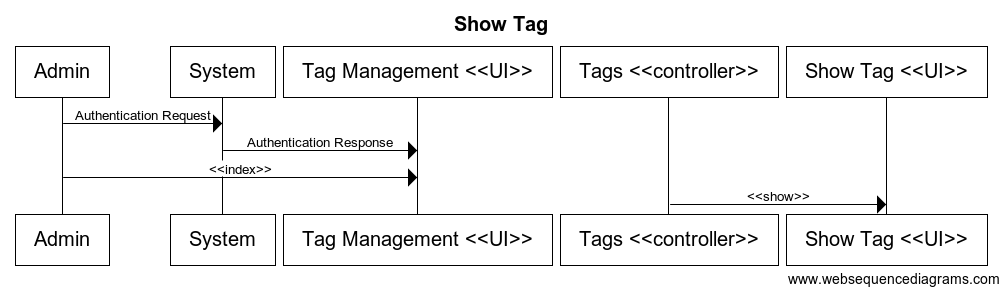 Show Tag
Admin
System
Tag Management <<UI>>
Tags <<controller>>
Show Tag <<UI>>
Authentication Request
Authentication Response
<<index>>
<<show>>
Admin
System
Tag Management <<UI>>
Tags <<controller>>
Show Tag <<UI>>
www.websequencediagrams.com